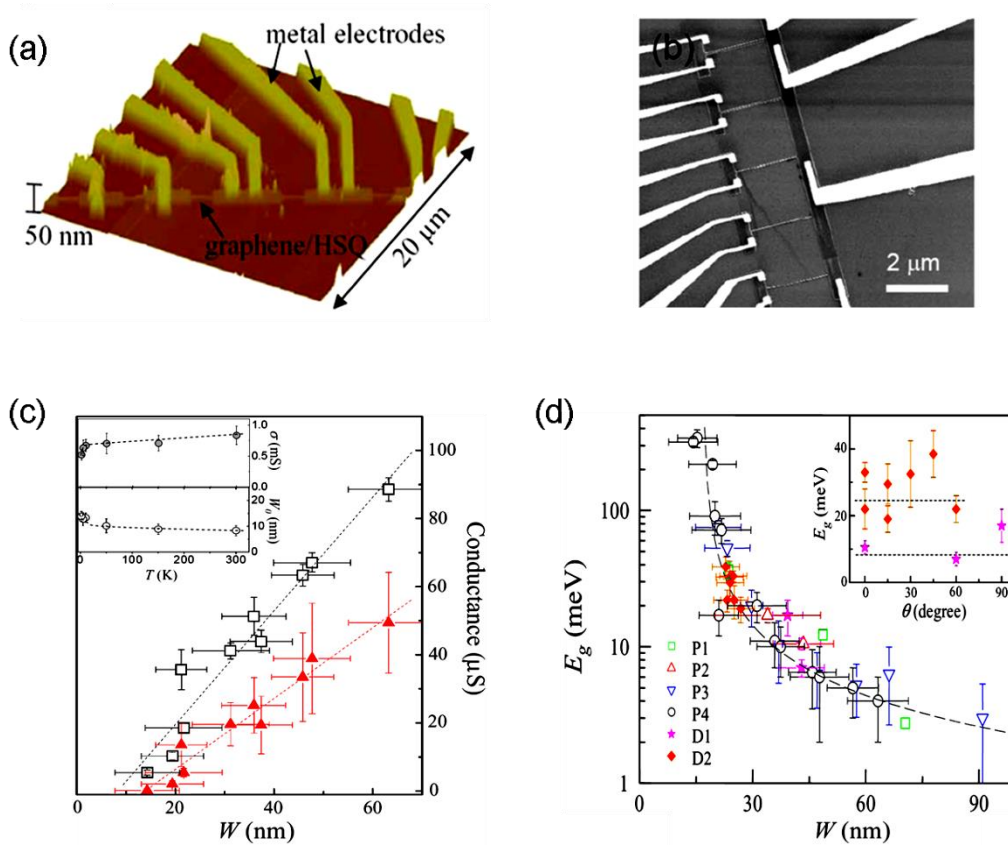 (a)
metal electrodes
50 nm
graphene/HSQ
20 μm
(b)
2 μm
(c)
σ (mS)
1.0
0.5
0.0
W₀ (nm)
20
10
0
0 100 200 300
T (K)
Conductance (μS)
100
80
60
40
20
0
0 20 40 60
W (nm)
(d)
E_g (meV)
100
10
1
P1
P2
P3
P4
D1
D2
0 30 60 90
W (nm)
E_g (meV)
40
20
0
0 30 60 90
θ (degree)